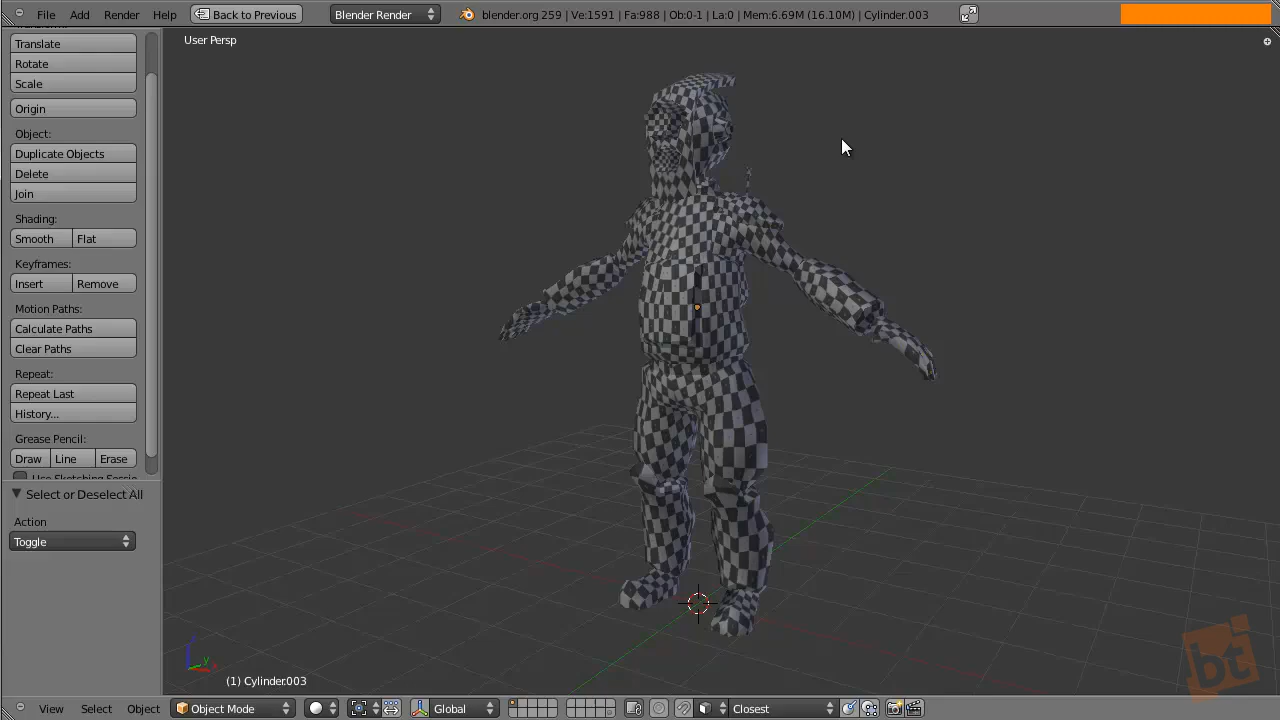 File Add Render Help Back to Previous Blender Render blender.org 259 | Ve:1591 | Fa:988 | Ob:0-1 | La:0 | Mem:6.69M (16.10M) | Cylinder.003
User Persp
Translate
Rotate
Scale
Origin
Object:
Duplicate Objects
Delete
Join
Shading:
Smooth Flat
Keyframes:
Insert Remove
Motion Paths:
Calculate Paths
Clear Paths
Repeat:
Repeat Last
History...
Grease Pencil:
Draw Line Erase
Use Sketching Sessio
Select or Deselect All
Action
Toggle
z
y
x
(1) Cylinder.003
bt
View Select Object Object Mode Global Closest